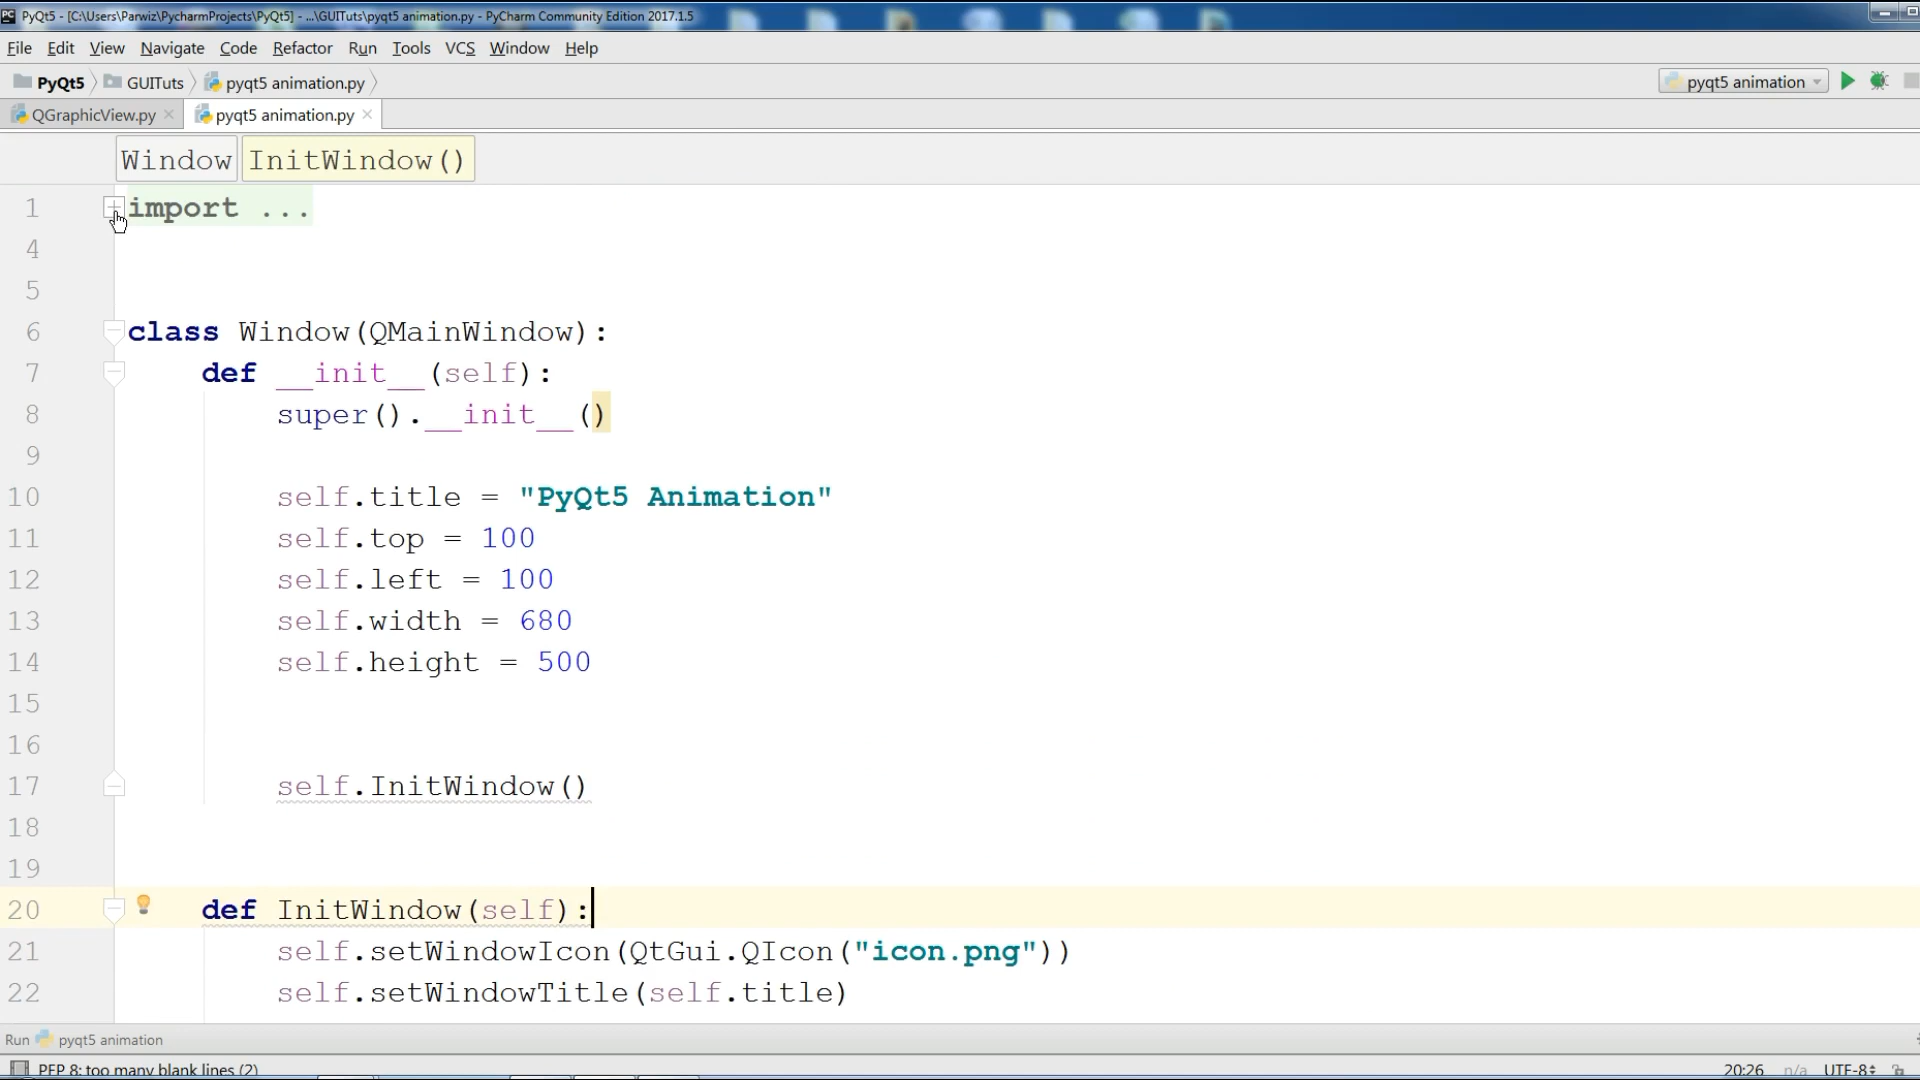 PyQt5 - [C:\Users\Parwiz\PycharmProjects\PyQt5] - ...\GUITuts\pyqt5 animation.py - PyCharm Community Edition 2017.1.5
File Edit View Navigate Code Refactor Run Tools VCS Window Help
PyQt5 GUITuts pyqt5 animation.py pyqt5 animation
QGraphicView.py pyqt5 animation.py
Window InitWindow()
1 import ...
4
5
6 class Window(QMainWindow):
7 def __init__(self):
8 super().__init__()
9
10 self.title = "PyQt5 Animation"
11 self.top = 100
12 self.left = 100
13 self.width = 680
14 self.height = 500
15
16
17 self.InitWindow()
18
19
20 def InitWindow(self):
21 self.setWindowIcon(QtGui.QIcon("icon.png"))
22 self.setWindowTitle(self.title)
Run pyqt5 animation
PEP 8: too many blank lines (2) 20:26 n/a UTF-8